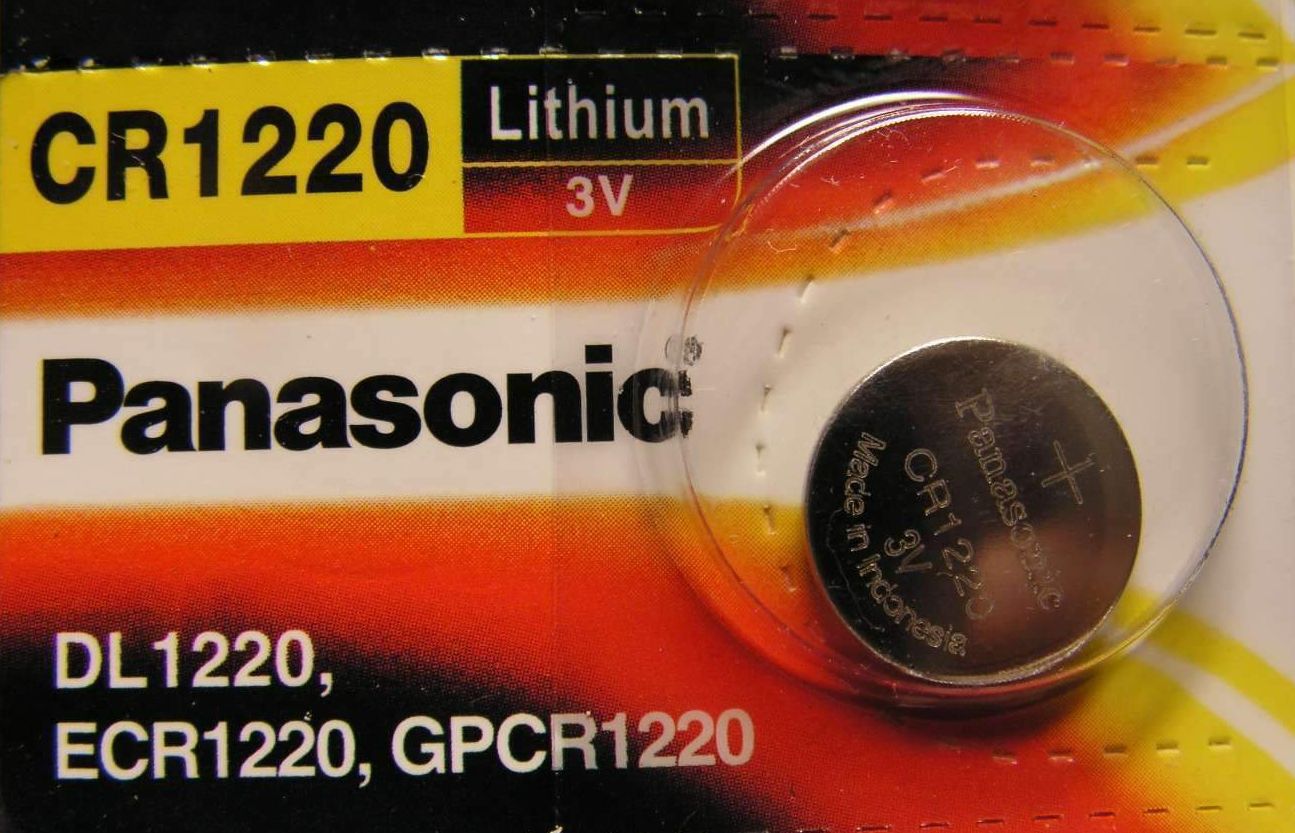 CR1220
Lithium
3V
Panasonic
DL1220,
ECR1220, GPCR1220
+
Panasonic
CR1220
3V
Made in Indonesia